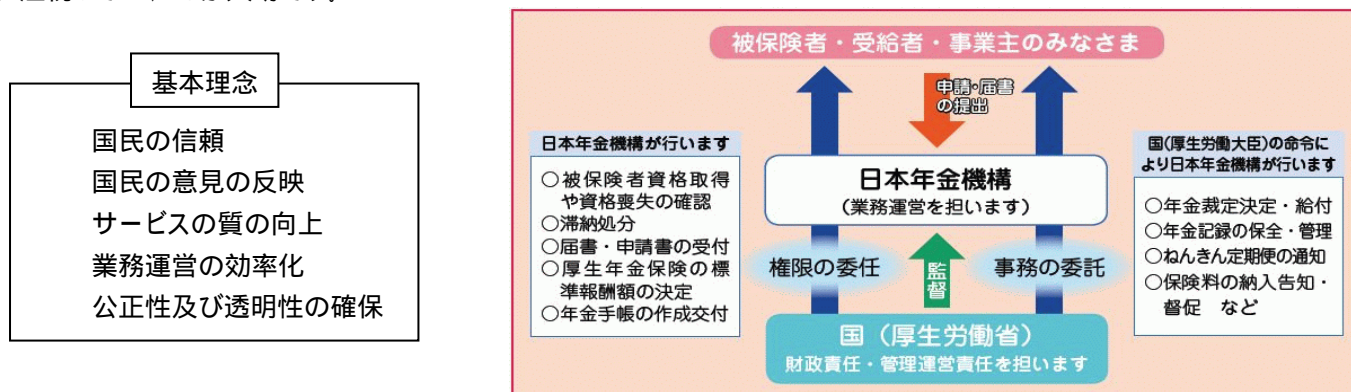 基本理念
国民の信頼
国民の意見の反映
サービスの質の向上
業務運営の効率化
公正性及び透明性の確保
被保険者・受給者・事業主のみなさま
申請・届書
の提出
日本年金機構が行います
○被保険者資格取得
や資格喪失の確認
○滞納処分
○届書・申請書の受付
○厚生年金保険の標
準報酬額の決定
○年金手帳の作成交付
日本年金機構
(業務運営を担います)
国(厚生労働大臣)の命令に
より日本年金機構が行います
○年金裁定決定・給付
○年金記録の保全・管理
○ねんきん定期便の通知
○保険料の納入告知・
督促 など
権限の委任
監督
事務の委託
国(厚生労働省)
財政責任・管理運営責任を担います